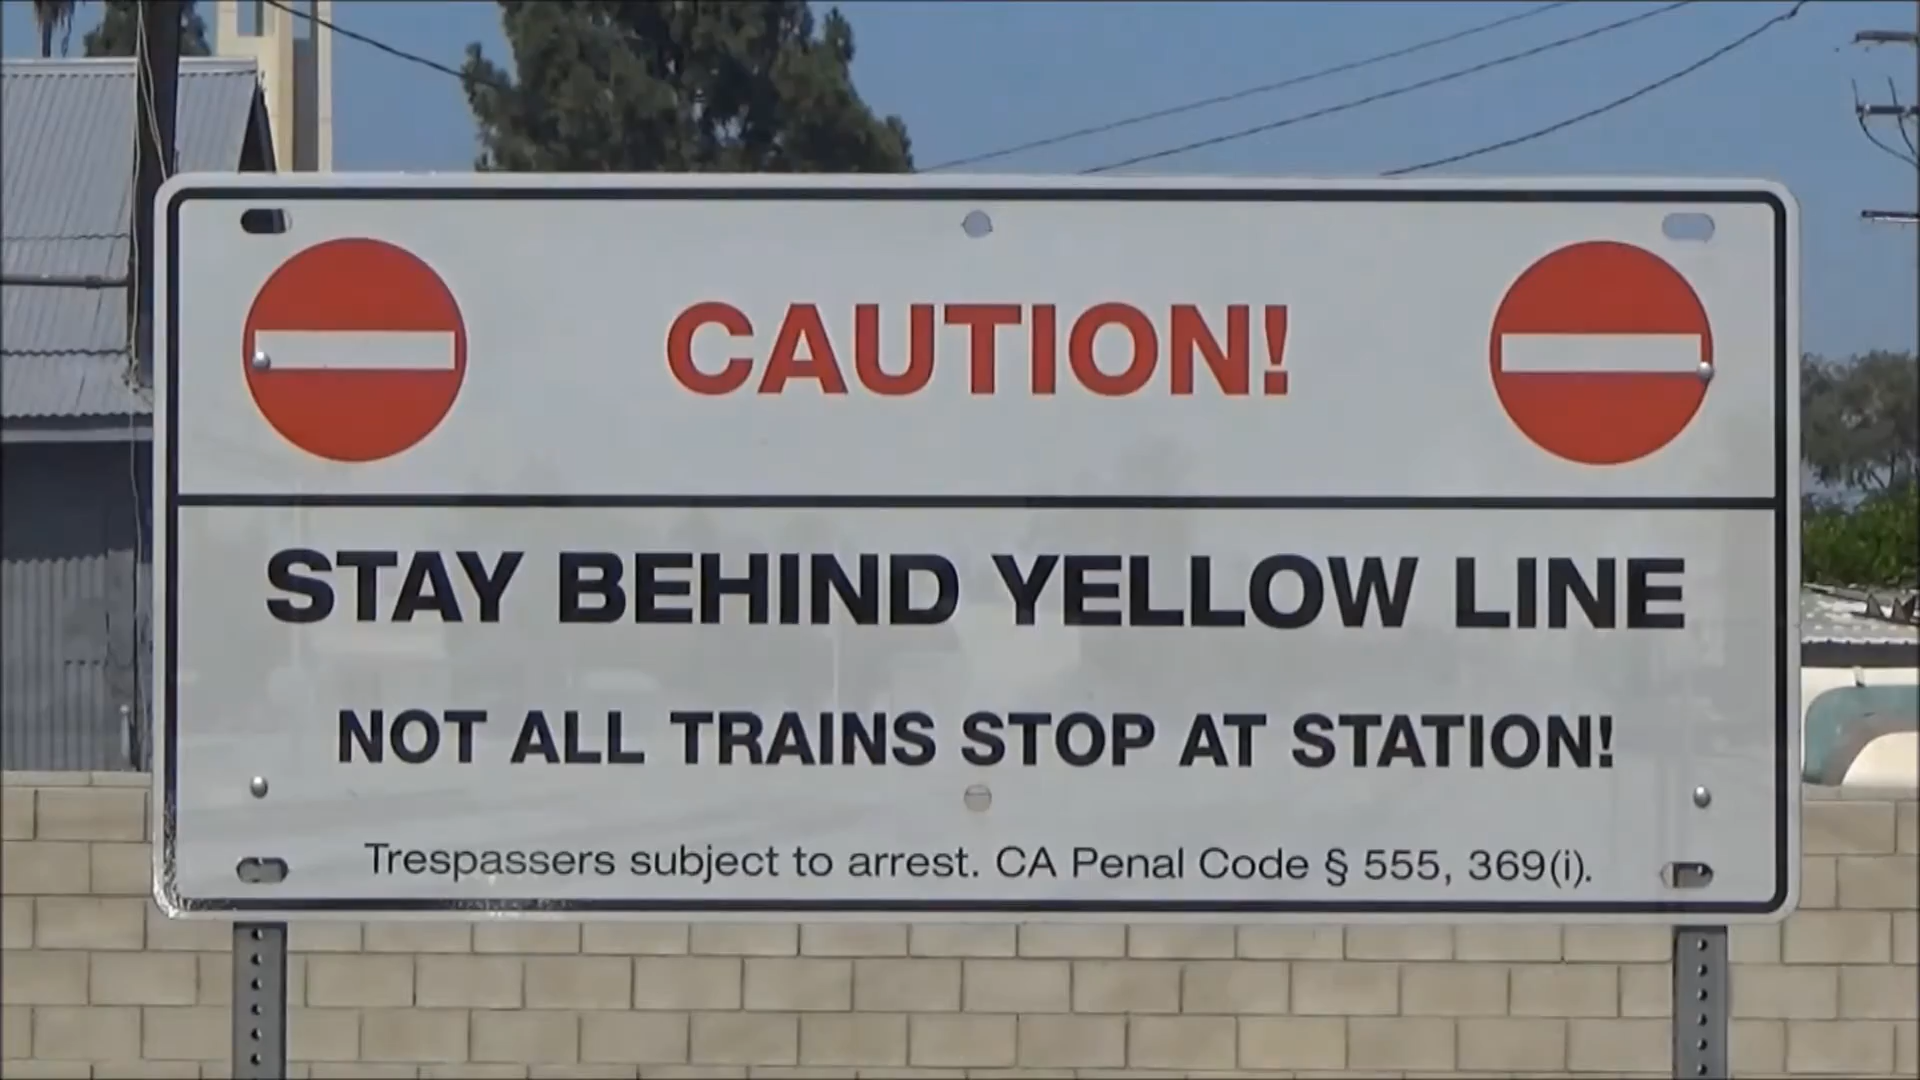 CAUTION!
STAY BEHIND YELLOW LINE
NOT ALL TRAINS STOP AT STATION!
Trespassers subject to arrest. CA Penal Code § 555, 369(i).